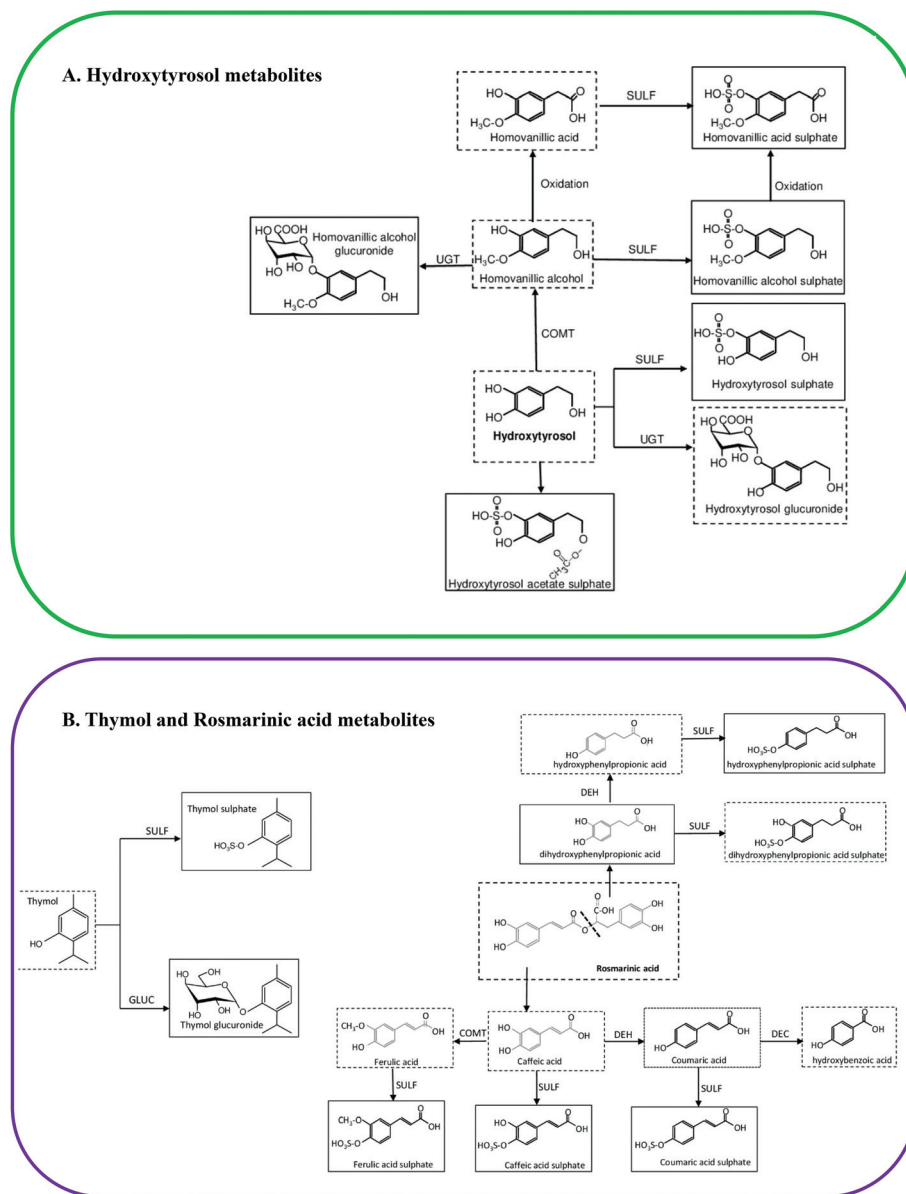 A. Hydroxytyrosol metabolites
HO
O
OH
H₃C-O
Homovanillic acid
SULF
O
HO-S-O
O
O
OH
H₃C-O
Homovanillic acid sulphate
Oxidation
Oxidation
HO COOH
O
HO
HO
O
H₃C-O
OH
Homovanillic alcohol
glucuronide
UGT
HO
H₃C-O
OH
Homovanillic alcohol
SULF
O
HO-S-O
O
H₃C-O
OH
Homovanillic alcohol sulphate
COMT
HO
HO
OH
Hydroxytyrosol
SULF
O
HO-S-O
O
HO
OH
Hydroxytyrosol sulphate
UGT
COOH
HO
O
HO
HO
O
HO
OH
Hydroxytyrosol glucuronide
O
HO-S-O
O
HO
O
O
CH₃C O-
Hydroxytyrosol acetate sulphate
B. Thymol and Rosmarinic acid metabolites
Thymol
HO
SULF
Thymol sulphate
HO₃S-O
GLUC
OH
HO
O
HO
OH
O
Thymol glucuronide
O
OH
HO
hydroxyphenylpropionic acid
SULF
O
OH
HO₃S-O
hydroxyphenylpropionic acid sulphate
DEH
HO
HO
O
OH
dihydroxyphenylpropionic acid
SULF
HO
HO₃S-O
O
OH
dihydroxyphenylpropionic acid sulphate
O
C OH
O
O
HO
HO
OH
OH
Rosmarinic acid
CH₃-O
HO
O
OH
Ferulic acid
COMT
HO
HO
O
OH
Caffeic acid
DEH
HO
O
OH
Coumaric acid
DEC
O
OH
HO
hydroxybenzoic acid
SULF
SULF
SULF
CH₃-O
HO₃S-O
O
OH
Ferulic acid sulphate
HO
HO₃S-O
O
OH
Caffeic acid sulphate
HO₃S-O
O
OH
Coumaric acid sulphate